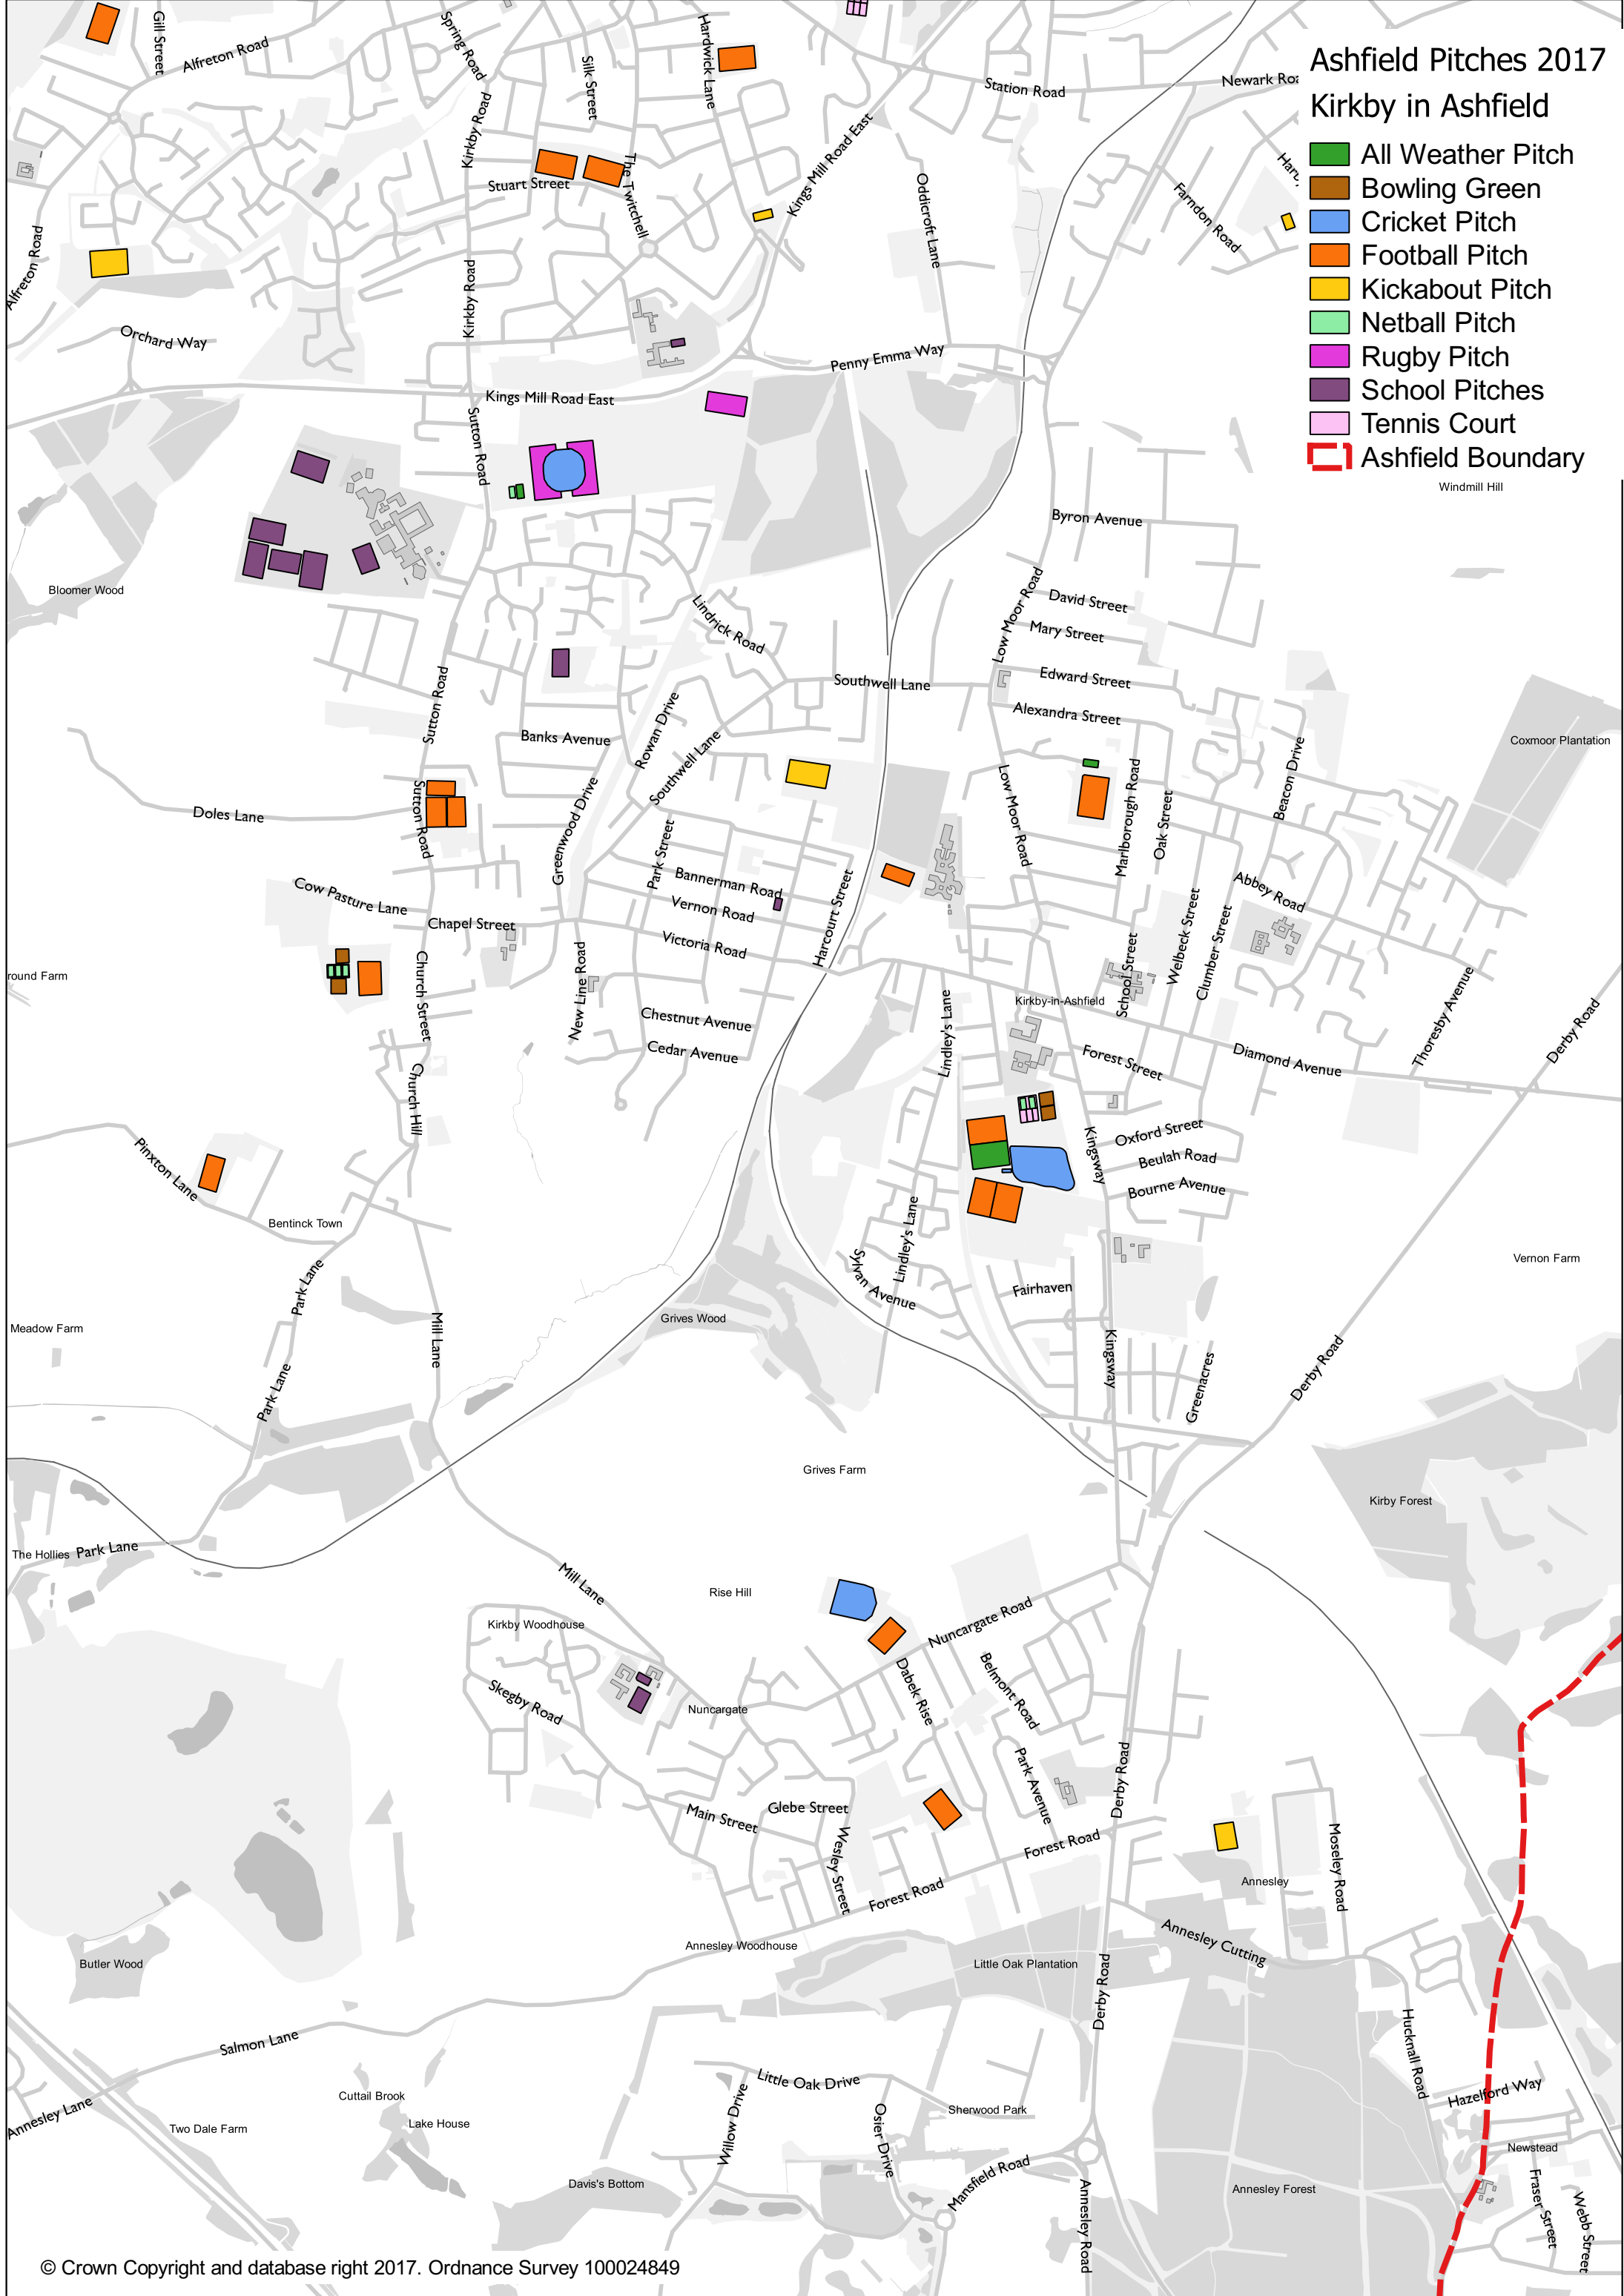 Ashfield Pitches 2017
Kirkby in Ashfield
All Weather Pitch
Bowling Green
Cricket Pitch
Football Pitch
Kickabout Pitch
Netball Pitch
Rugby Pitch
School Pitches
Tennis Court
Ashfield Boundary
Windmill Hill
Gill Street
Alfreton Road
Spring Road
Silk Street
Hardwick Lane
Station Road
Newark Roa
Kirkby Road
Stuart Street
The Twitchell
Kings Mill Road East
Oddicroft Lane
Farndon Road
Alfreton Road
Kirkby Road
Orchard Way
Penny Emma Way
Kings Mill Road East
Sutton Road
Byron Avenue
Bloomer Wood
Low Moor Road
David Street
Lindrick Road
Mary Street
Edward Street
Southwell Lane
Sutton Road
Alexandra Street
Rowan Drive
Banks Avenue
Southwell Lane
Coxmoor Plantation
Beacon Drive
Doles Lane
Sutton Road
Greenwood Drive
Low Moor Road
Marlborough Road
Oak Street
Park Street
Bannerman Road
Cow Pasture Lane
Vernon Road
Abbey Road
Chapel Street
Harcourt Street
Victoria Road
Welbeck Street
Clumber Street
School Street
Church Street
New Line Road
round Farm
Kirkby-in-Ashfield
Lindley's Lane
Chestnut Avenue
Cedar Avenue
Forest Street
Diamond Avenue
Thoresby Avenue
Derby Road
Church Hill
Oxford Street
Kingsway
Beulah Road
Bourne Avenue
Pinxton Lane
Bentinck Town
Lindley's Lane
Sylvan Avenue
Fairhaven
Vernon Farm
Park Lane
Mill Lane
Grives Wood
Meadow Farm
Kingsway
Greenacres
Derby Road
Park Lane
Grives Farm
Kirby Forest
The Hollies
Park Lane
Mill Lane
Rise Hill
Kirkby Woodhouse
Nuncargate Road
Skegby Road
Nuncargate
Dabek Rise
Belmont Road
Park Avenue
Derby Road
Main Street
Glebe Street
Wesley Street
Forest Road
Forest Road
Moseley Road
Annesley
Annesley Cutting
Annesley Woodhouse
Little Oak Plantation
Butler Wood
Derby Road
Salmon Lane
Hucknall Road
Little Oak Drive
Hazelford Way
Cuttail Brook
Lake House
Annesley Lane
Two Dale Farm
Willow Drive
Osier Drive
Sherwood Park
Newstead
Davis's Bottom
Mansfield Road
Annesley Road
Annesley Forest
Fraser Street
Webb Street
© Crown Copyright and database right 2017. Ordnance Survey 100024849